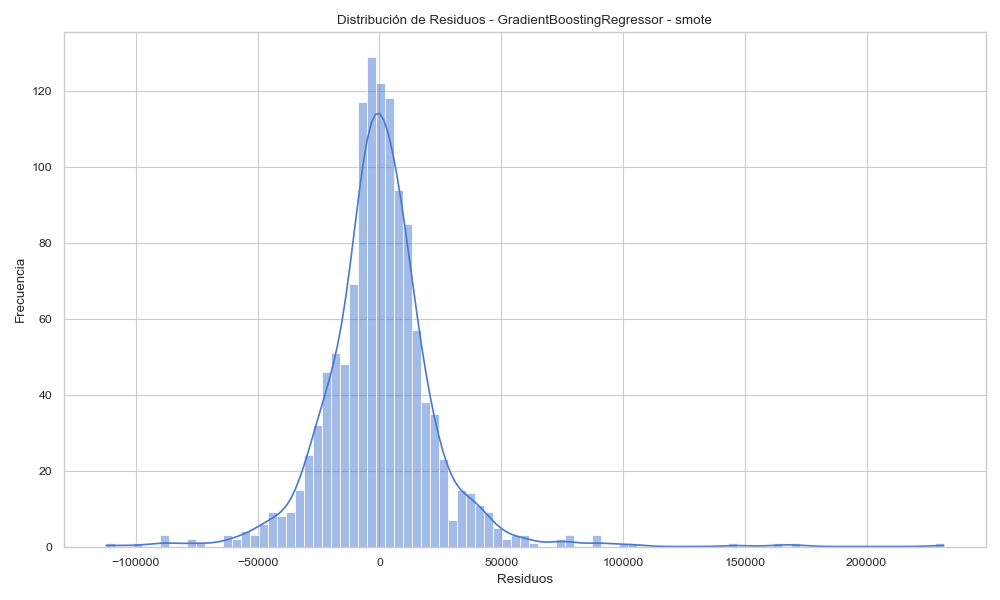 Distribución de Residuos - GradientBoostingRegressor - smote
Frecuencia
120
100
80
60
40
20
0
−100000 −50000 0 50000 100000 150000 200000
Residuos